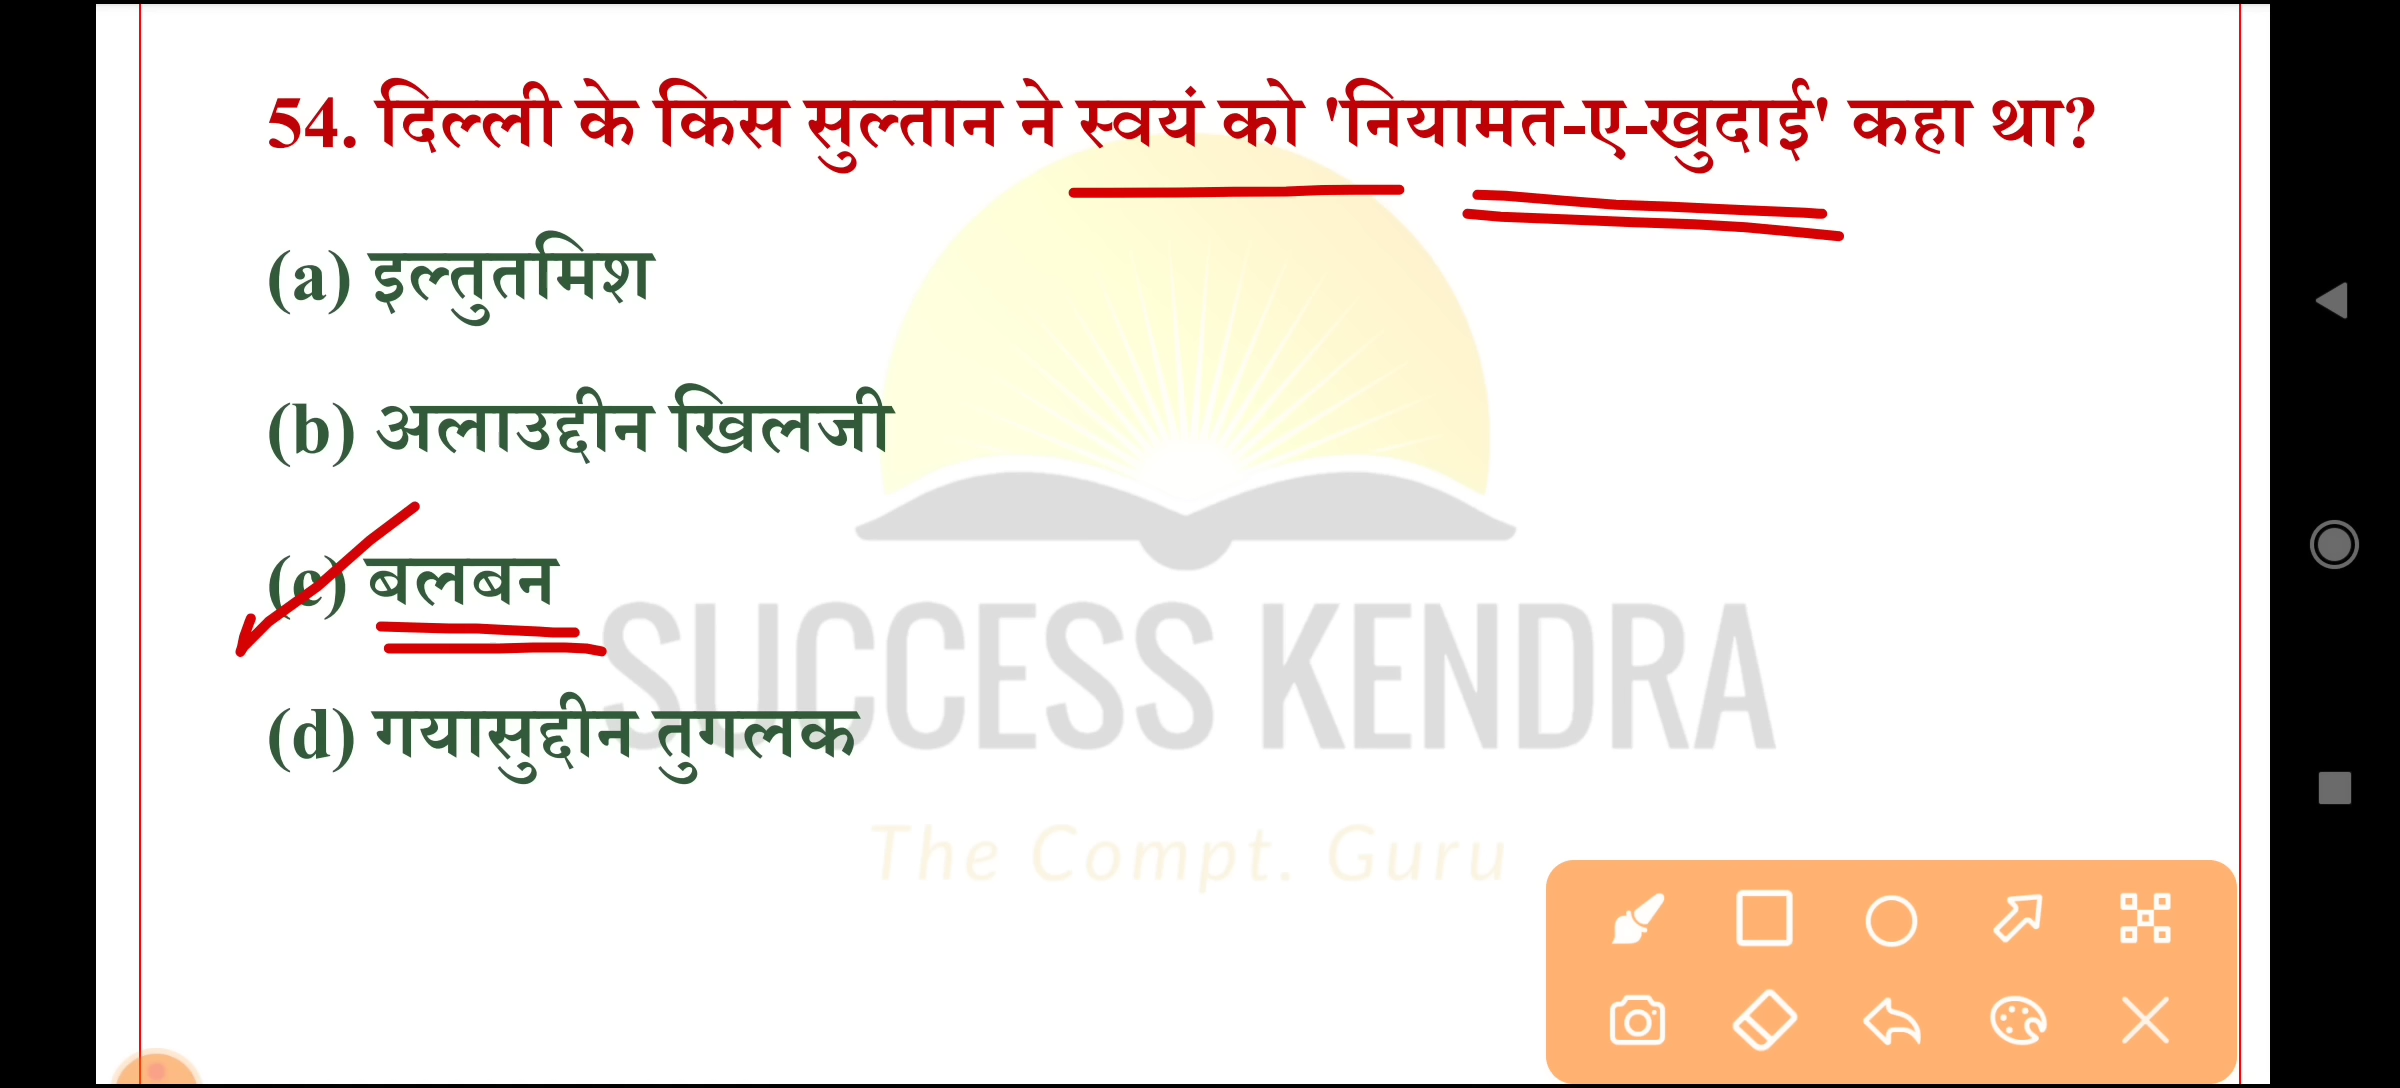 54. दिल्ली के किस सुल्तान ने स्वयं को 'नियामत-ए-खुदाई' कहा था?
(a) इल्तुतमिश
(b) अलाउद्दीन खिलजी
(c) बलबन
(d) गयासुद्दीन तुगलक
SUCCESS KENDRA
The Compt. Guru